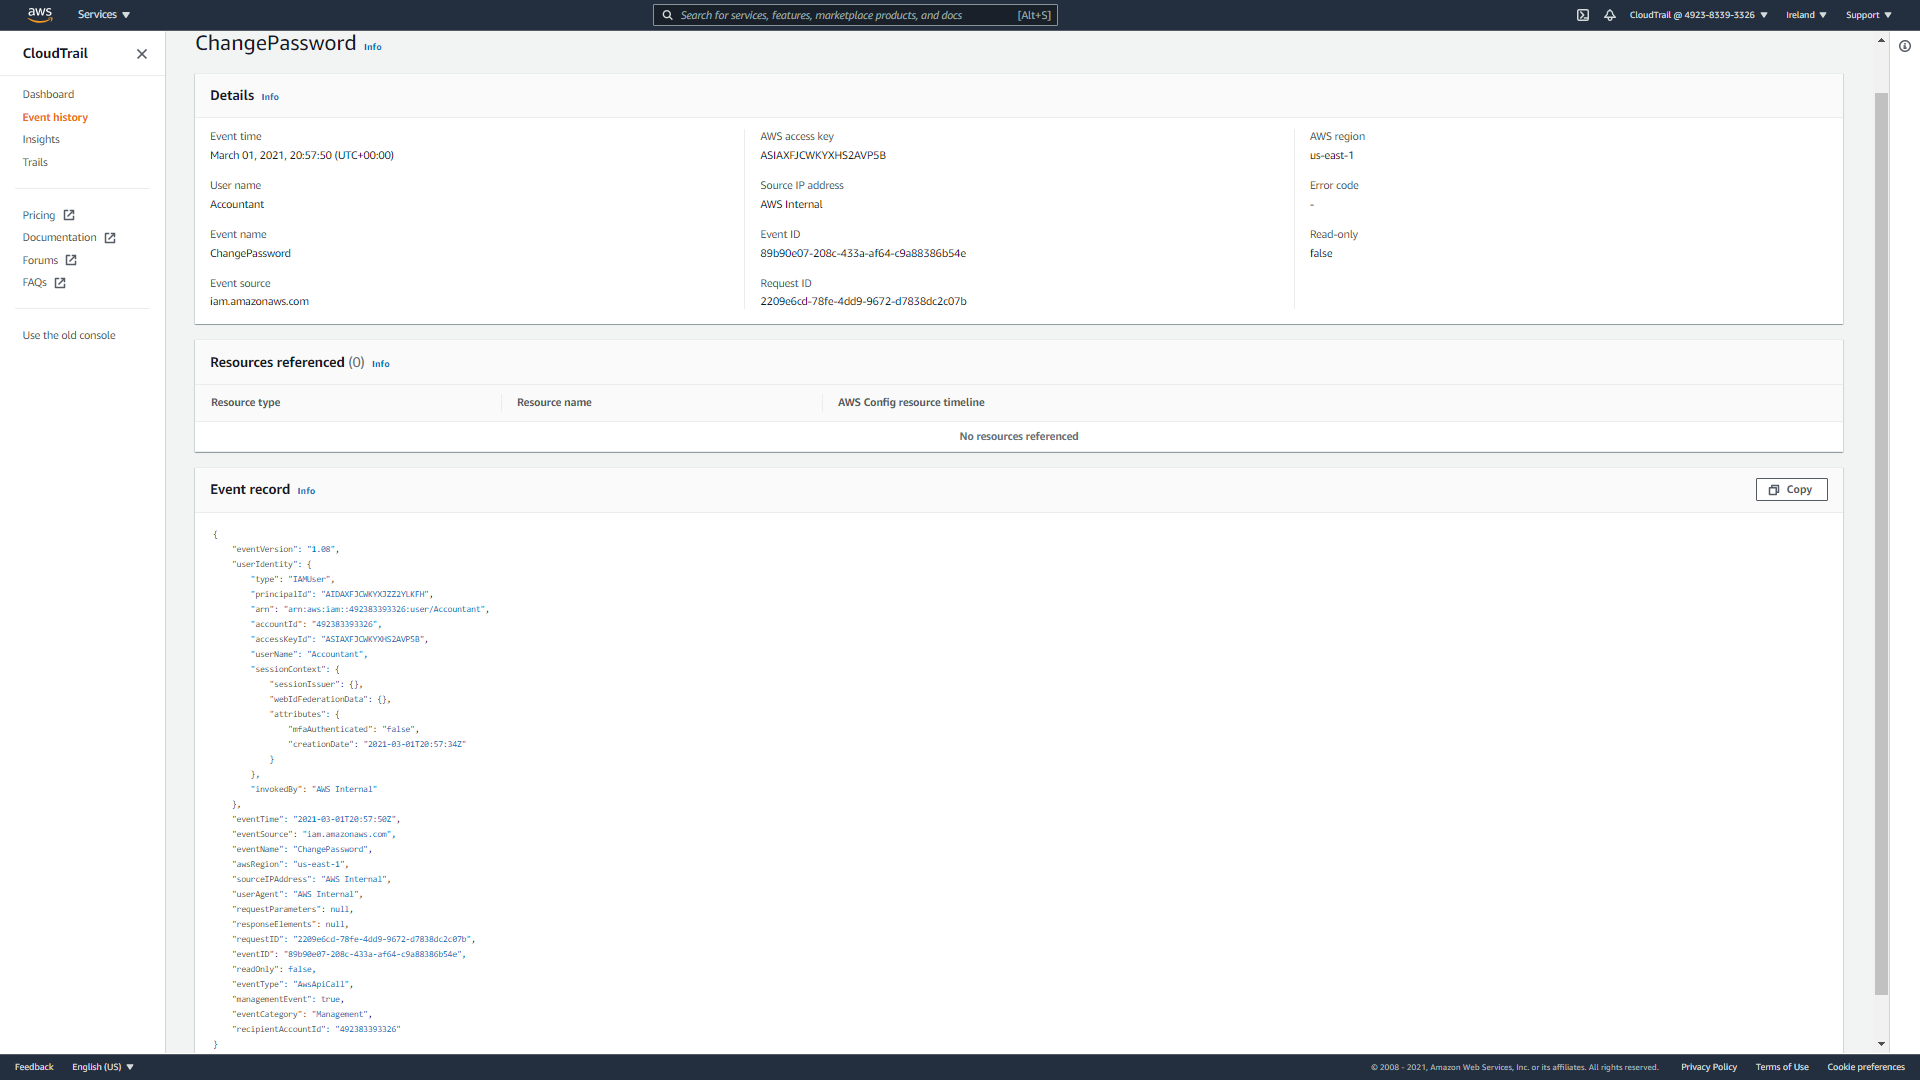 aws
Services
Search for services, features, marketplace products, and docs
[Alt+S]
CloudTrail @ 4923-8339-3326
Ireland
Support
CloudTrail
Dashboard
Event history
Insights
Trails
Pricing
Documentation
Forums
FAQs
Use the old console
ChangePassword Info
Details Info
Event time
March 01, 2021, 20:57:50 (UTC+00:00)
User name
Accountant
Event name
ChangePassword
Event source
iam.amazonaws.com
AWS access key
ASIAXFJCWKYXHS2AVP5B
Source IP address
AWS Internal
Event ID
89b90e07-208c-433a-af64-c9a88386b54e
Request ID
2209e6cd-78fe-4dd9-9672-d7838dc2c07b
AWS region
us-east-1
Error code
-
Read-only
false
Resources referenced (0) Info
Resource type
Resource name
AWS Config resource timeline
No resources referenced
Event record Info
Copy
{
"eventVersion": "1.08",
"userIdentity": {
"type": "IAMUser",
"principalId": "AIDAXFJCWKYXJZZ2YLKFH",
"arn": "arn:aws:iam::492383393326:user/Accountant",
"accountId": "492383393326",
"accessKeyId": "ASIAXFJCWKYXHS2AVP5B",
"userName": "Accountant",
"sessionContext": {
"sessionIssuer": {},
"webIdFederationData": {},
"attributes": {
"mfaAuthenticated": "false",
"creationDate": "2021-03-01T20:57:34Z"
}
},
"invokedBy": "AWS Internal"
},
"eventTime": "2021-03-01T20:57:50Z",
"eventSource": "iam.amazonaws.com",
"eventName": "ChangePassword",
"awsRegion": "us-east-1",
"sourceIPAddress": "AWS Internal",
"userAgent": "AWS Internal",
"requestParameters": null,
"responseElements": null,
"requestID": "2209e6cd-78fe-4dd9-9672-d7838dc2c07b",
"eventID": "89b90e07-208c-433a-af64-c9a88386b54e",
"readOnly": false,
"eventType": "AwsApiCall",
"managementEvent": true,
"eventCategory": "Management",
"recipientAccountId": "492383393326"
}
Feedback
English (US)
© 2008 - 2021, Amazon Web Services, Inc. or its affiliates. All rights reserved.
Privacy Policy
Terms of Use
Cookie preferences